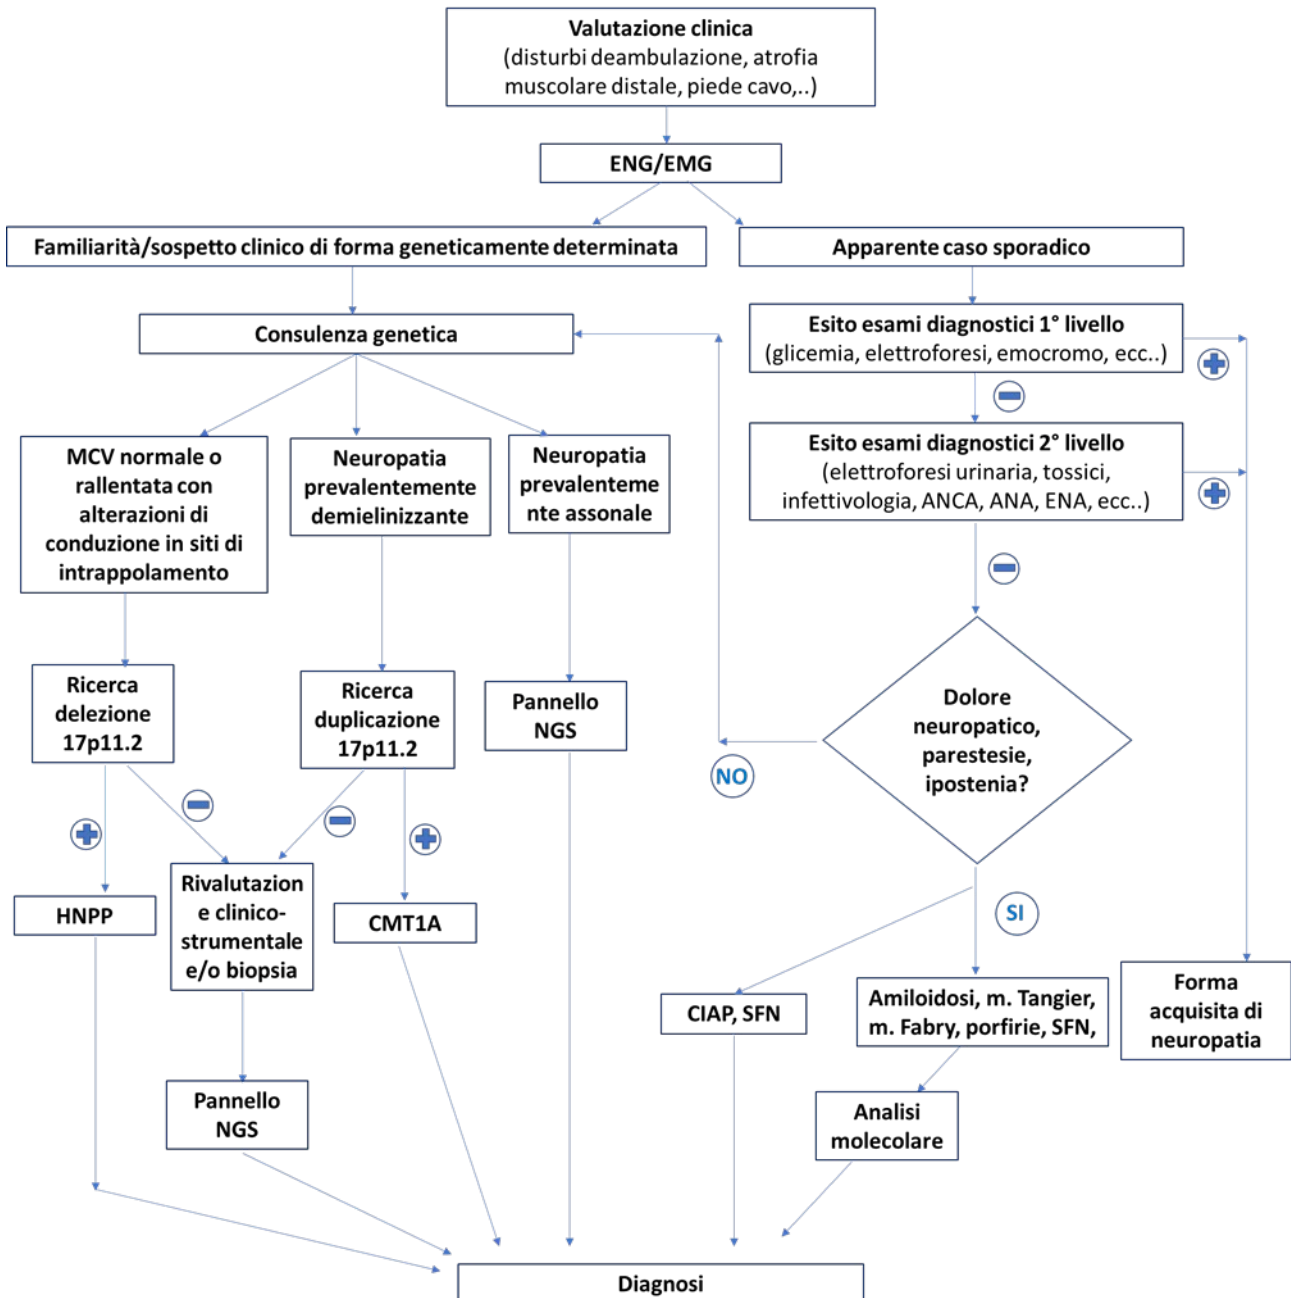 Valutazione clinica
(disturbi deambulazione, atrofia
muscolare distale, piede cavo,..)
ENG/EMG
Familiarità/sospetto clinico di forma geneticamente determinata
Apparente caso sporadico
Consulenza genetica
Esito esami diagnostici 1° livello
(glicemia, elettroforesi, emocromo, ecc..)
MCV normale o
rallentata con
alterazioni di
conduzione in siti di
intrappolamento
Neuropatia
prevalentemente
demielinizzante
Neuropatia
prevalenteme
nte assonale
Esito esami diagnostici 2° livello
(elettroforesi urinaria, tossici,
infettivologia, ANCA, ANA, ENA, ecc..)
Ricerca
delezione
17p11.2
Ricerca
duplicazione
17p11.2
Pannello
NGS
Dolore
neuropatico,
parestesie,
ipostenia?
NO
SI
HNPP
Rivalutazion
e clinico-
strumentale
e/o biopsia
CMT1A
Pannello
NGS
CIAP, SFN
Amiloidosi, m. Tangier,
m. Fabry, porfirie, SFN,
Forma
acquisita di
neuropatia
Analisi
molecolare
Diagnosi